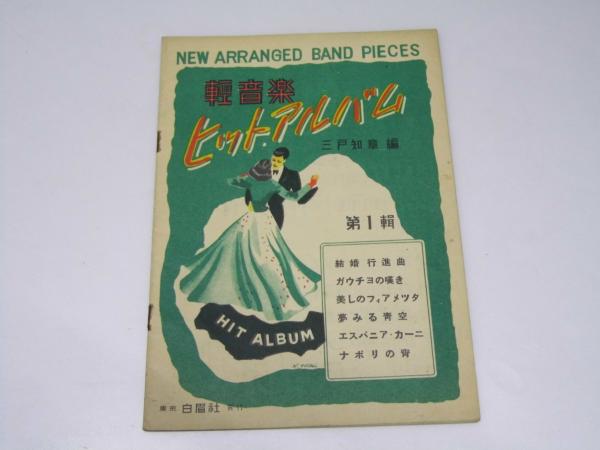 NEW ARRANGED BAND PIECES
輕音楽
ヒット.アルバム
三戸知章編
第1輯
結婚行進曲
ガウチヨの嘆き
美しのフィアメツタ
夢みる青空
エスパニア・カーニ
ナポリの宵
HIT ALBUM
東京 白眉社 発行